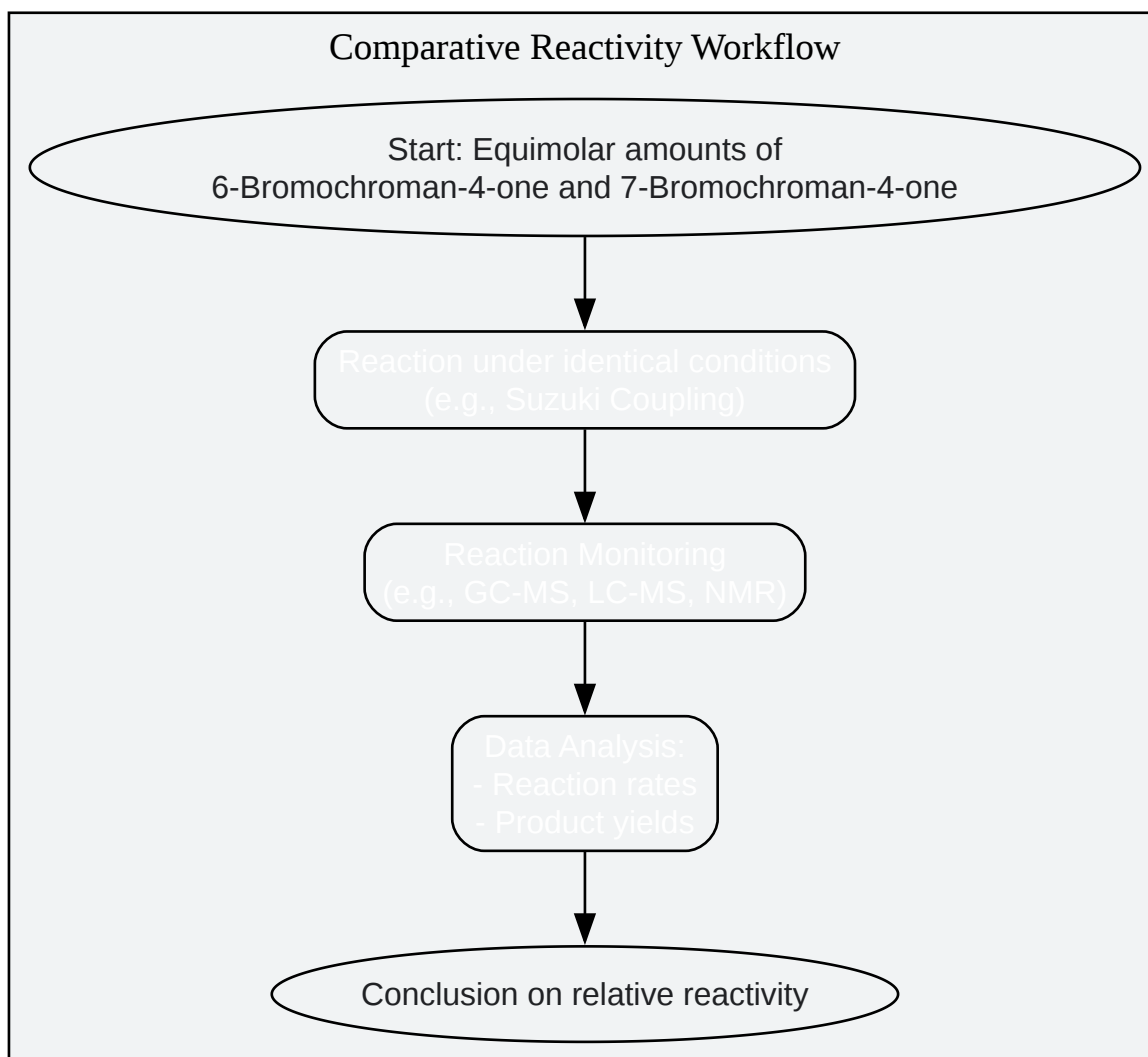 Comparative Reactivity Workflow
Start: Equimolar amounts of
6-Bromochroman-4-one and 7-Bromochroman-4-one
Reaction under identical conditions
(e.g., Suzuki Coupling)
Reaction Monitoring
(e.g., GC-MS, LC-MS, NMR)
Data Analysis:
- Reaction rates
- Product yields
Conclusion on relative reactivity